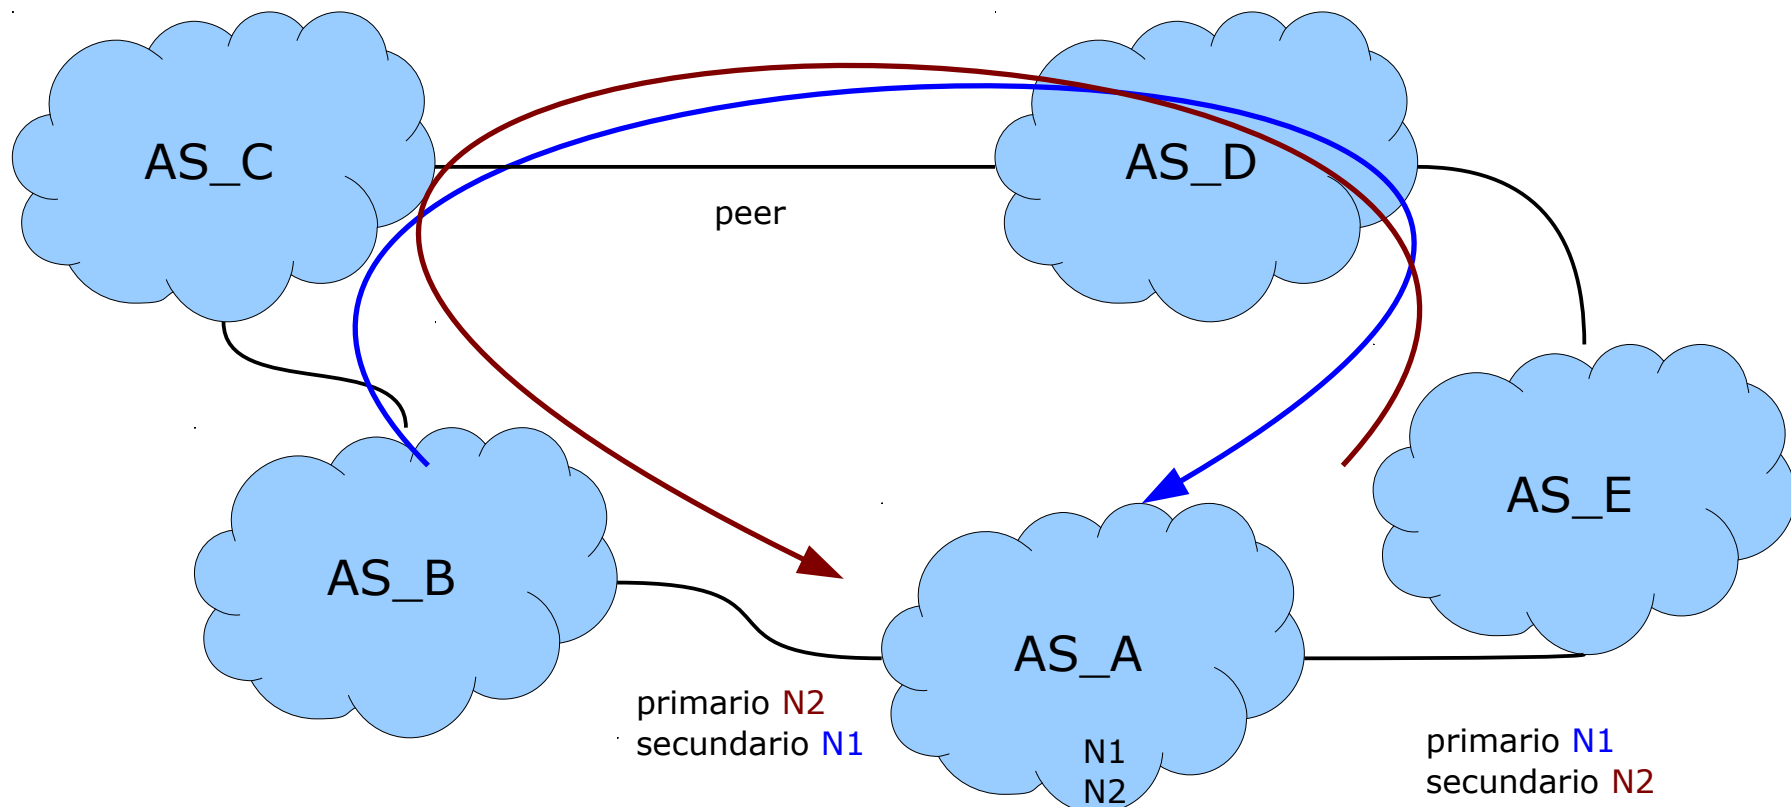 AS_C
AS_D
peer
AS_E
AS_B
AS_A
primario N2
secundario N1
N1
N2
primario N1
secundario N2